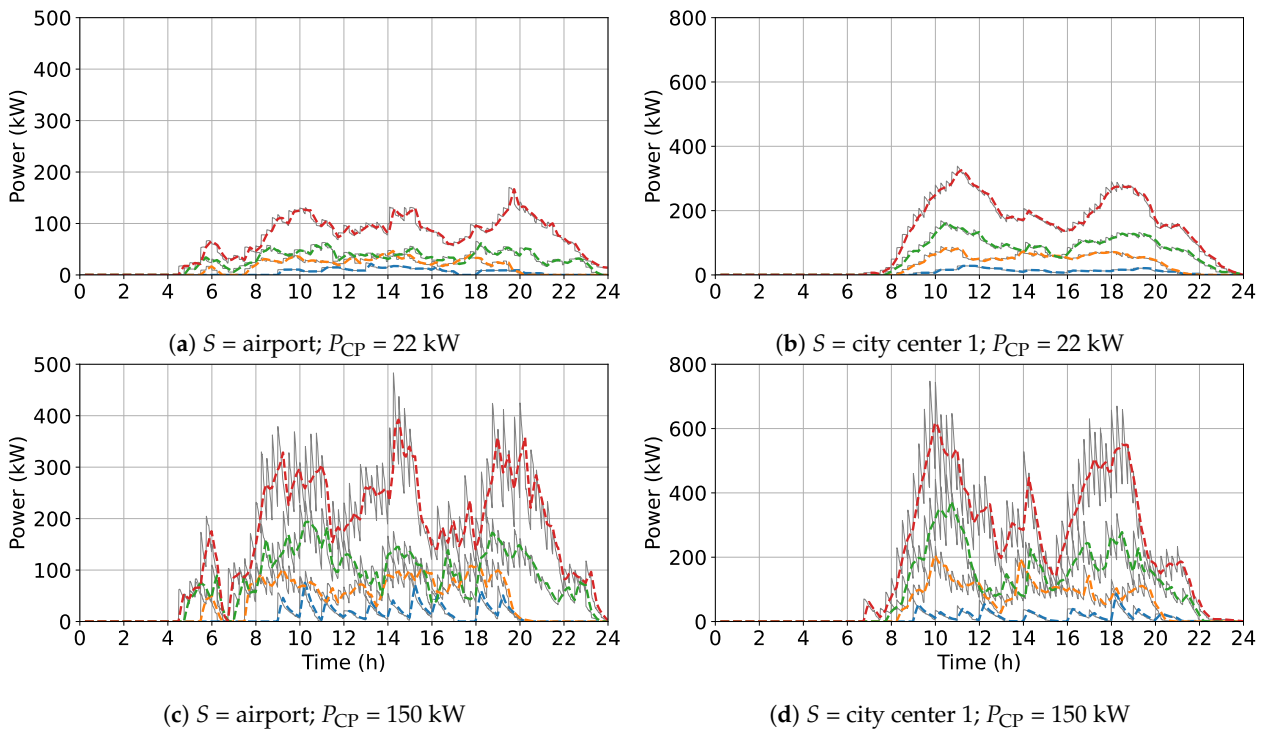 500
400
300
200
100
0
Power (kW)
0 2 4 6 8 10 12 14 16 18 20 22 24
(a) S = airport; P_CP = 22 kW
800
600
400
200
0
Power (kW)
0 2 4 6 8 10 12 14 16 18 20 22 24
(b) S = city center 1; P_CP = 22 kW
500
400
300
200
100
0
Power (kW)
0 2 4 6 8 10 12 14 16 18 20 22 24
Time (h)
(c) S = airport; P_CP = 150 kW
800
600
400
200
0
Power (kW)
0 2 4 6 8 10 12 14 16 18 20 22 24
Time (h)
(d) S = city center 1; P_CP = 150 kW